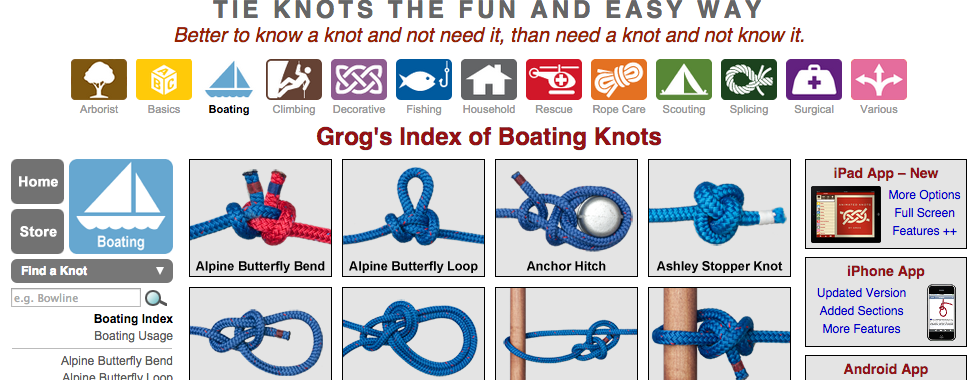 TIE KNOTS THE FUN AND EASY WAY
Better to know a knot and not need it, than need a knot and not know it.
Arborist Basics Boating Climbing Decorative Fishing Household Rescue Rope Care Scouting Splicing Surgical Various
Grog's Index of Boating Knots
Home
Store
Boating
Find a Knot ▼
e.g. Bowline
Boating Index
Boating Usage
Alpine Butterfly Bend
Alpine Butterfly Loop
Alpine Butterfly Bend
Alpine Butterfly Loop
Anchor Hitch
Ashley Stopper Knot
iPad App – New
More Options
Full Screen
Features ++
iPhone App
Updated Version
Added Sections
More Features
Android App